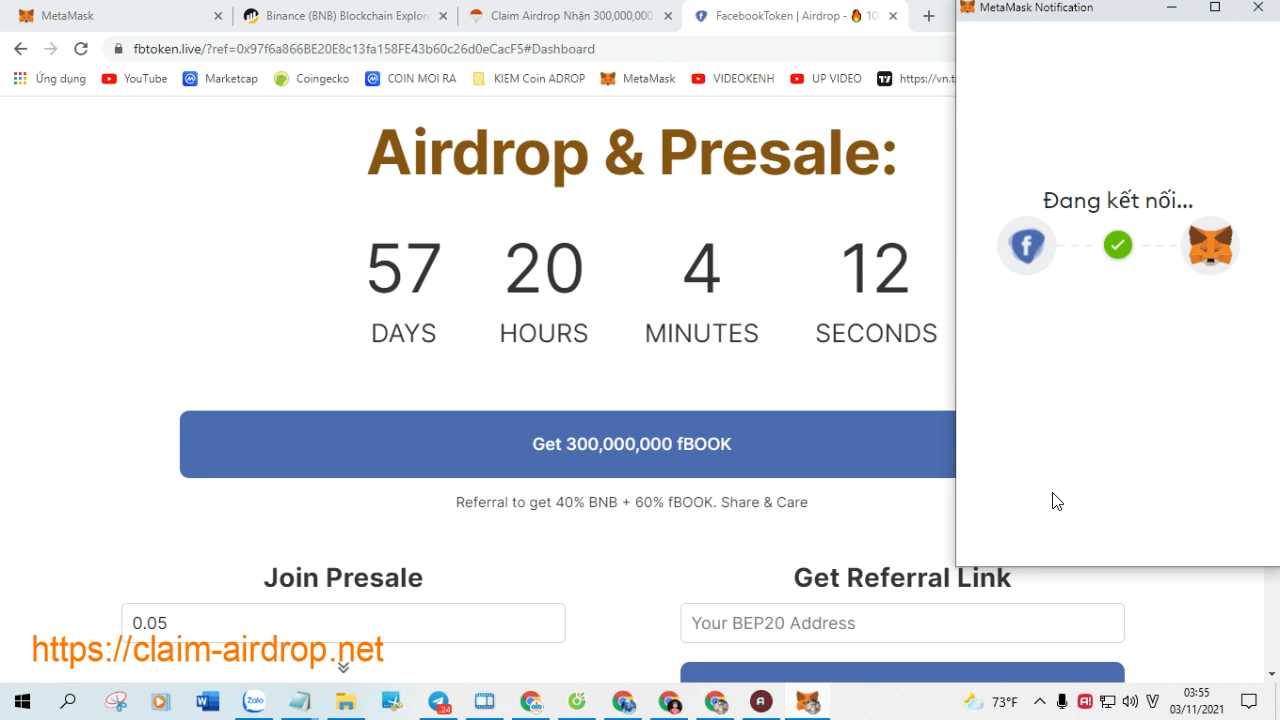 MetaMask
Binance (BNB) Blockchain Explore
Claim Airdrop Nhận 300,000,000
FacebookToken | Airdrop - 🔥 10
MetaMask Notification
fbtoken.live/?ref=0x97f6a866BE20E8c13fa158FE43b60c26d0eCacF5#Dashboard
Ứng dụng
YouTube
Marketcap
Coingecko
COIN MOI RA
KIEM Coin ADROP
MetaMask
VIDEOKENH
UP VIDEO
https://vn.t
Airdrop & Presale:
Đang kết nối...
57 20 4 12
DAYS HOURS MINUTES SECONDS
Get 300,000,000 fBOOK
Referral to get 40% BNB + 60% fBOOK. Share & Care
Join Presale
Get Referral Link
0.05
Your BEP20 Address
https://claim-airdrop.net
24
73°F
03:55
03/11/2021